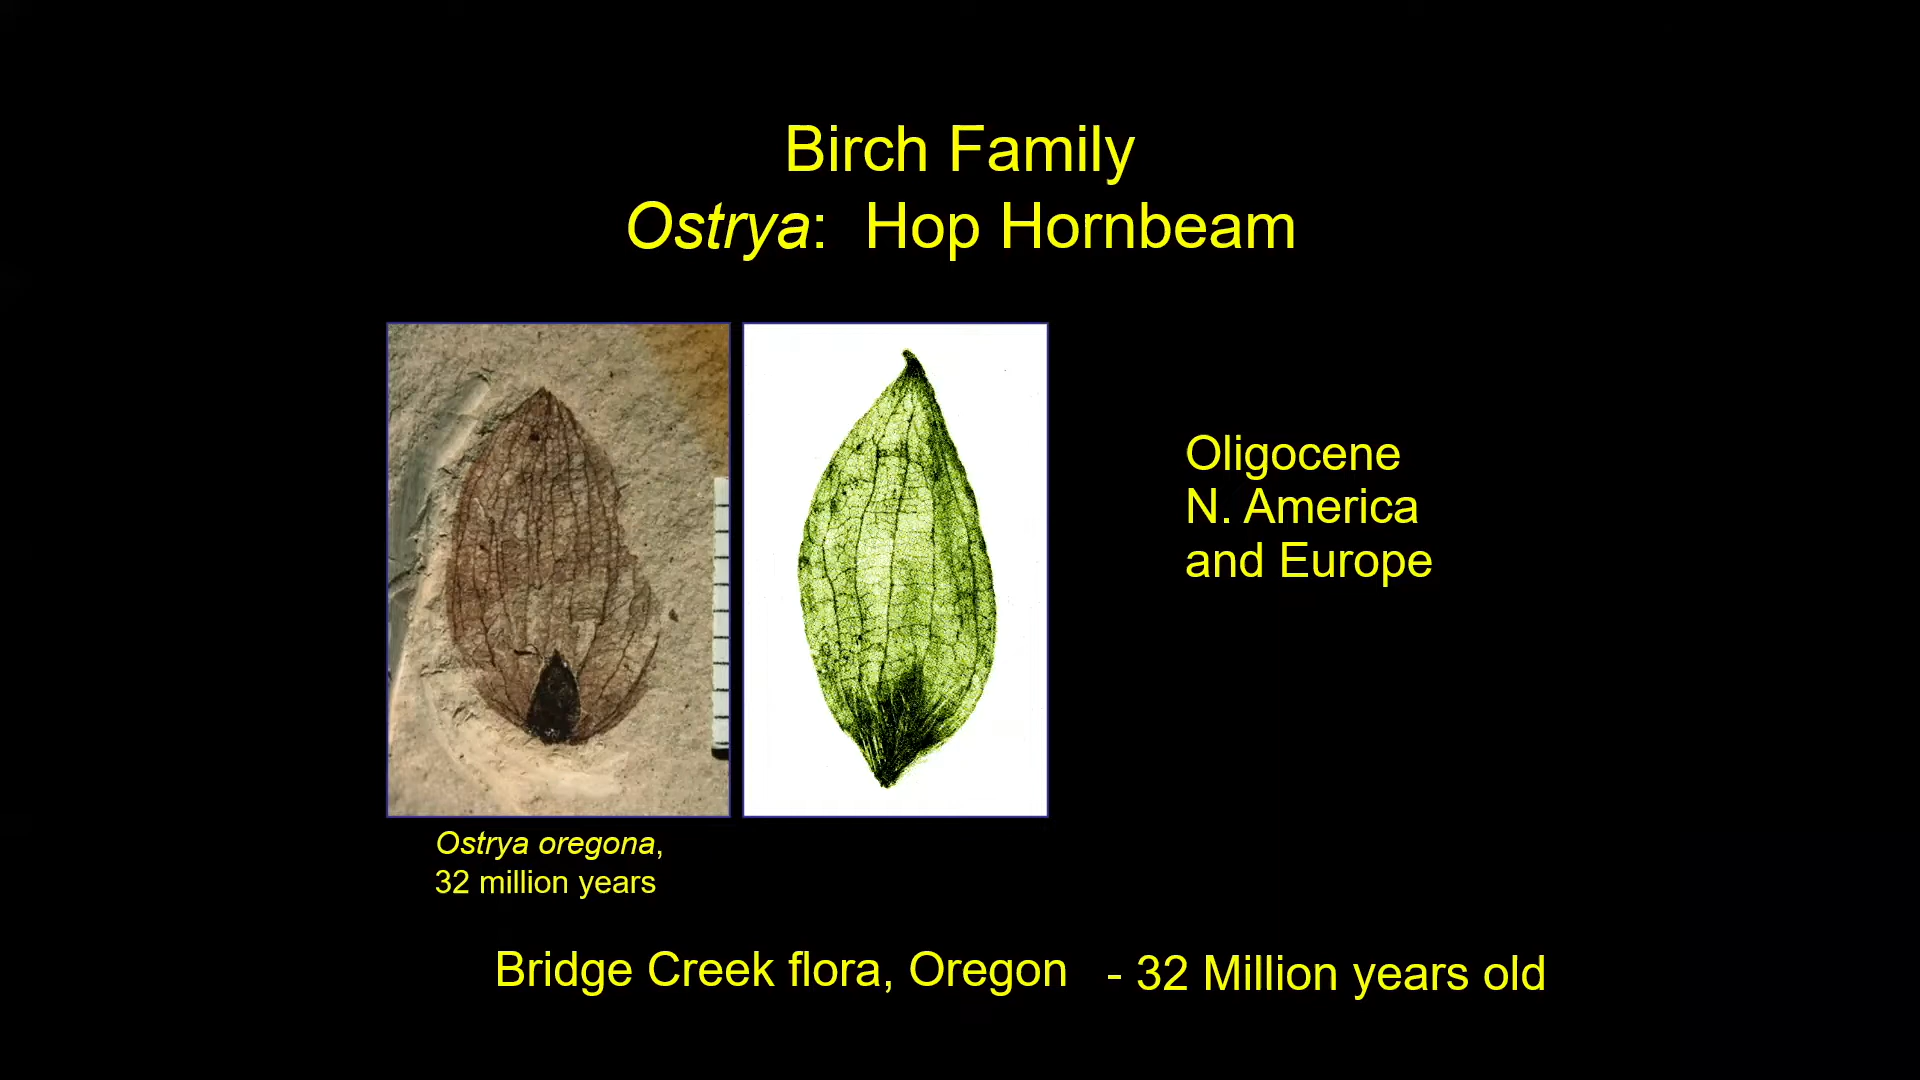 Birch Family
Ostrya: Hop Hornbeam
Oligocene
N. America
and Europe
Ostrya oregona,
32 million years
Bridge Creek flora, Oregon - 32 Million years old